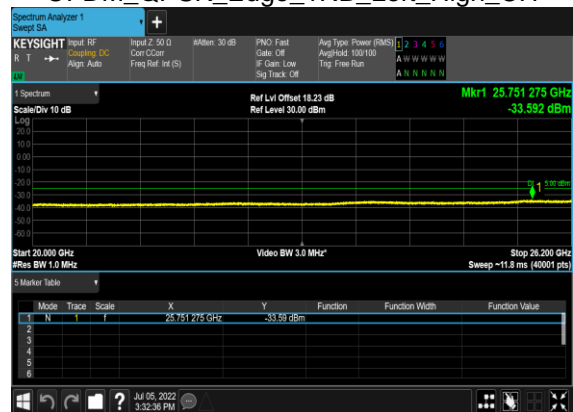 Spectrum Analyzer 1
Swept SA
+
KEYSIGHT Input: RF Input Z: 50 Ω #Atten: 30 dB PNO: Fast Avg Type: Power (RMS) 1 2 3 4 5 6
R T Coupling: DC Corr CCorr Gate: Off Avg|Hold: 100/100 A W W W W W
Align: Auto Freq Ref: Int (S) IF Gain: Low Trig: Free Run
LU Sig Track: Off A N N N N N
1 Spectrum Ref Lvl Offset 18.23 dB Mkr1 25.751 275 GHz
Scale/Div 10 dB Ref Level 30.00 dBm -33.592 dBm
Log
20.0
10.0
0.00
-10.0
-20.0
-30.0
-40.0
-50.0
-60.0
1
Start 20.000 GHz Video BW 3.0 MHz* Stop 26.200 GHz
#Res BW 1.0 MHz Sweep ~11.8 ms (40001 pts)
5 Marker Table
Mode Trace Scale X Y Function Function Width Function Value
1 N 1 f 25.751 275 GHz -33.59 dBm
2
3
4
5
6
? Jul 05, 2022
3:32:36 PM